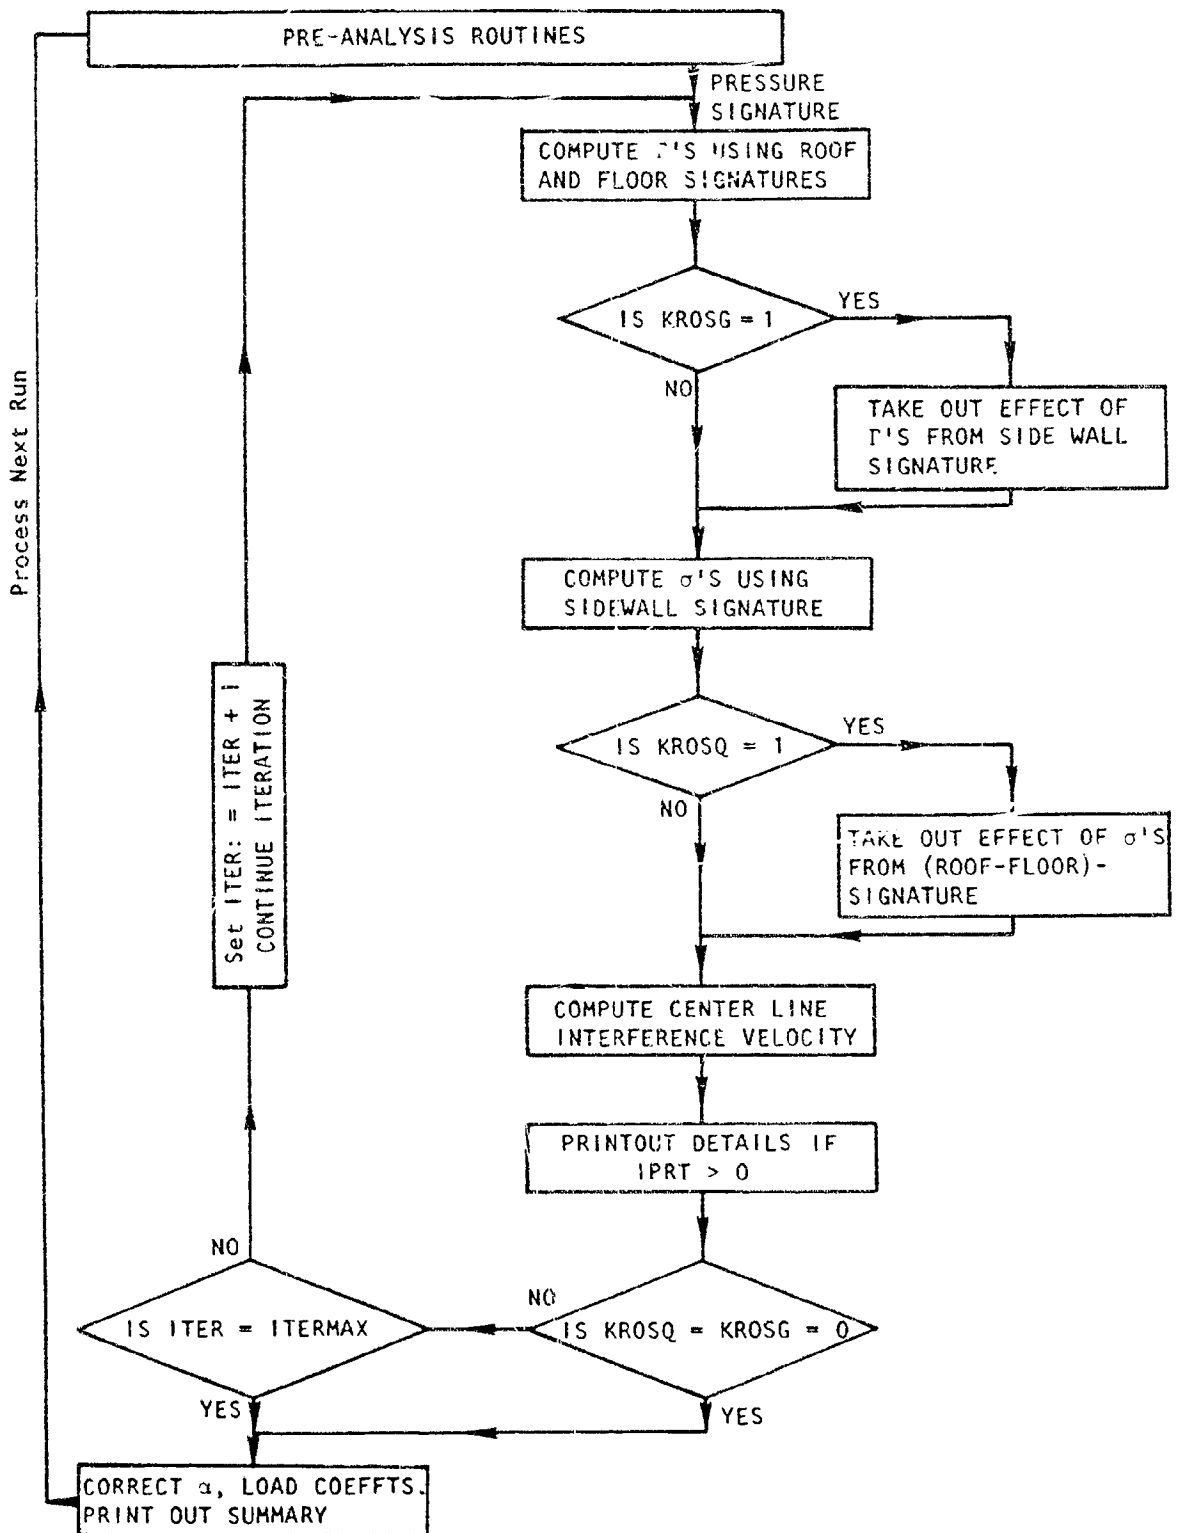 PRE-ANALYSIS ROUTINES
PRESSURE
SIGNATURE
COMPUTE Γ'S USING ROOF
AND FLOOR SIGNATURES
IS KROSG = 1
YES
NO
TAKE OUT EFFECT OF
Γ'S FROM SIDE WALL
SIGNATURE
COMPUTE σ'S USING
SIDEWALL SIGNATURE
IS KROSQ = 1
YES
NO
TAKE OUT EFFECT OF σ'S
FROM (ROOF-FLOOR)-
SIGNATURE
COMPUTE CENTER LINE
INTERFERENCE VELOCITY
PRINTOUT DETAILS IF
IPRT > 0
IS KROSQ = KROSG = 0
NO
YES
IS ITER = ITERMAX
NO
YES
Set ITER: = ITER + 1
CONTINUE ITERATION
CORRECT α, LOAD COEFFTS.
PRINT OUT SUMMARY
Process Next Run